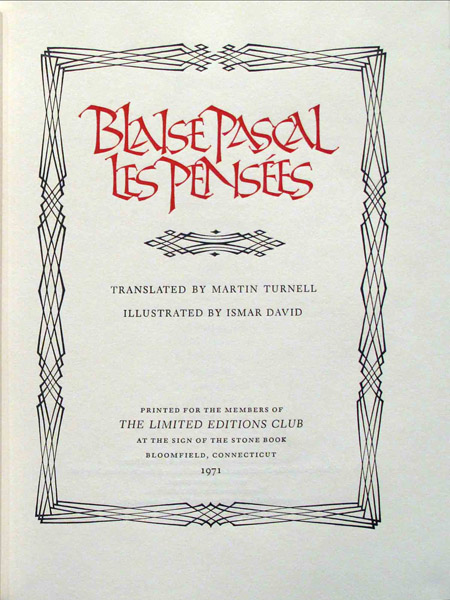 BLAISE PASCAL
LES PENSÉES
TRANSLATED BY MARTIN TURNELL
ILLUSTRATED BY ISMAR DAVID
PRINTED FOR THE MEMBERS OF
THE LIMITED EDITIONS CLUB
AT THE SIGN OF THE STONE BOOK
BLOOMFIELD, CONNECTICUT
1971